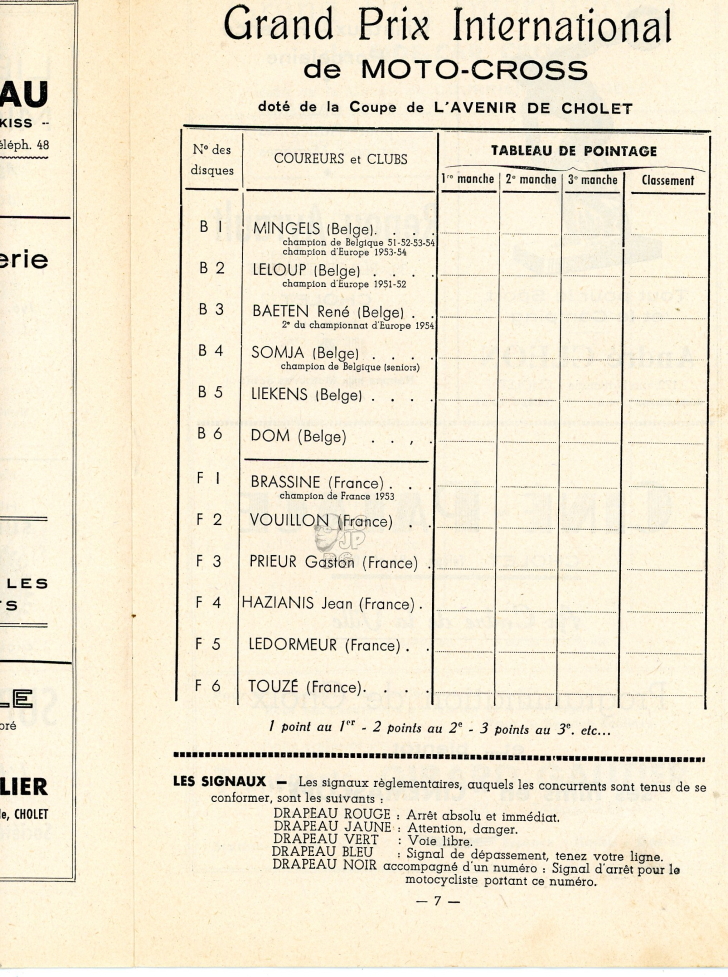 AU
KISS --
éléph. 48
erie
LES
TS
LE
oré
LIER
le, CHOLET
Grand Prix International
de MOTO-CROSS
doté de la Coupe de L'AVENIR DE CHOLET
N° des disques
COUREURS et CLUBS
TABLEAU DE POINTAGE
1re manche 2e manche 3e manche Classement
B 1 MINGELS (Belge). . . .
champion de Belgique 51-52-53-54
champion d'Europe 1953-54
B 2 LELOUP (Belge) . . . .
champion d'Europe 1951-52
B 3 BAETEN René (Belge) . .
2e du championnat d'Europe 1954
B 4 SOMJA (Belge) . . . .
champion de Belgique (seniors)
B 5 LIEKENS (Belge) . . . .
B 6 DOM (Belge) . . , .
F 1 BRASSINE (France) . . .
champion de France 1953
F 2 VOUILLON (France) . .
F 3 PRIEUR Gaston (France) .
F 4 HAZIANIS Jean (France) .
F 5 LEDORMEUR (France) . .
F 6 TOUZÉ (France). . . .
1 point au 1er - 2 points au 2e - 3 points au 3e. etc...
LES SIGNAUX — Les signaux règlementaires, auquels les concurrents sont tenus de se
conformer, sont les suivants :
DRAPEAU ROUGE : Arrêt absolu et immédiat.
DRAPEAU JAUNE : Attention, danger.
DRAPEAU VERT : Voie libre.
DRAPEAU BLEU : Signal de dépassement, tenez votre ligne.
DRAPEAU NOIR accompagné d'un numéro : Signal d'arrêt pour le
motocycliste portant ce numéro.
— 7 —